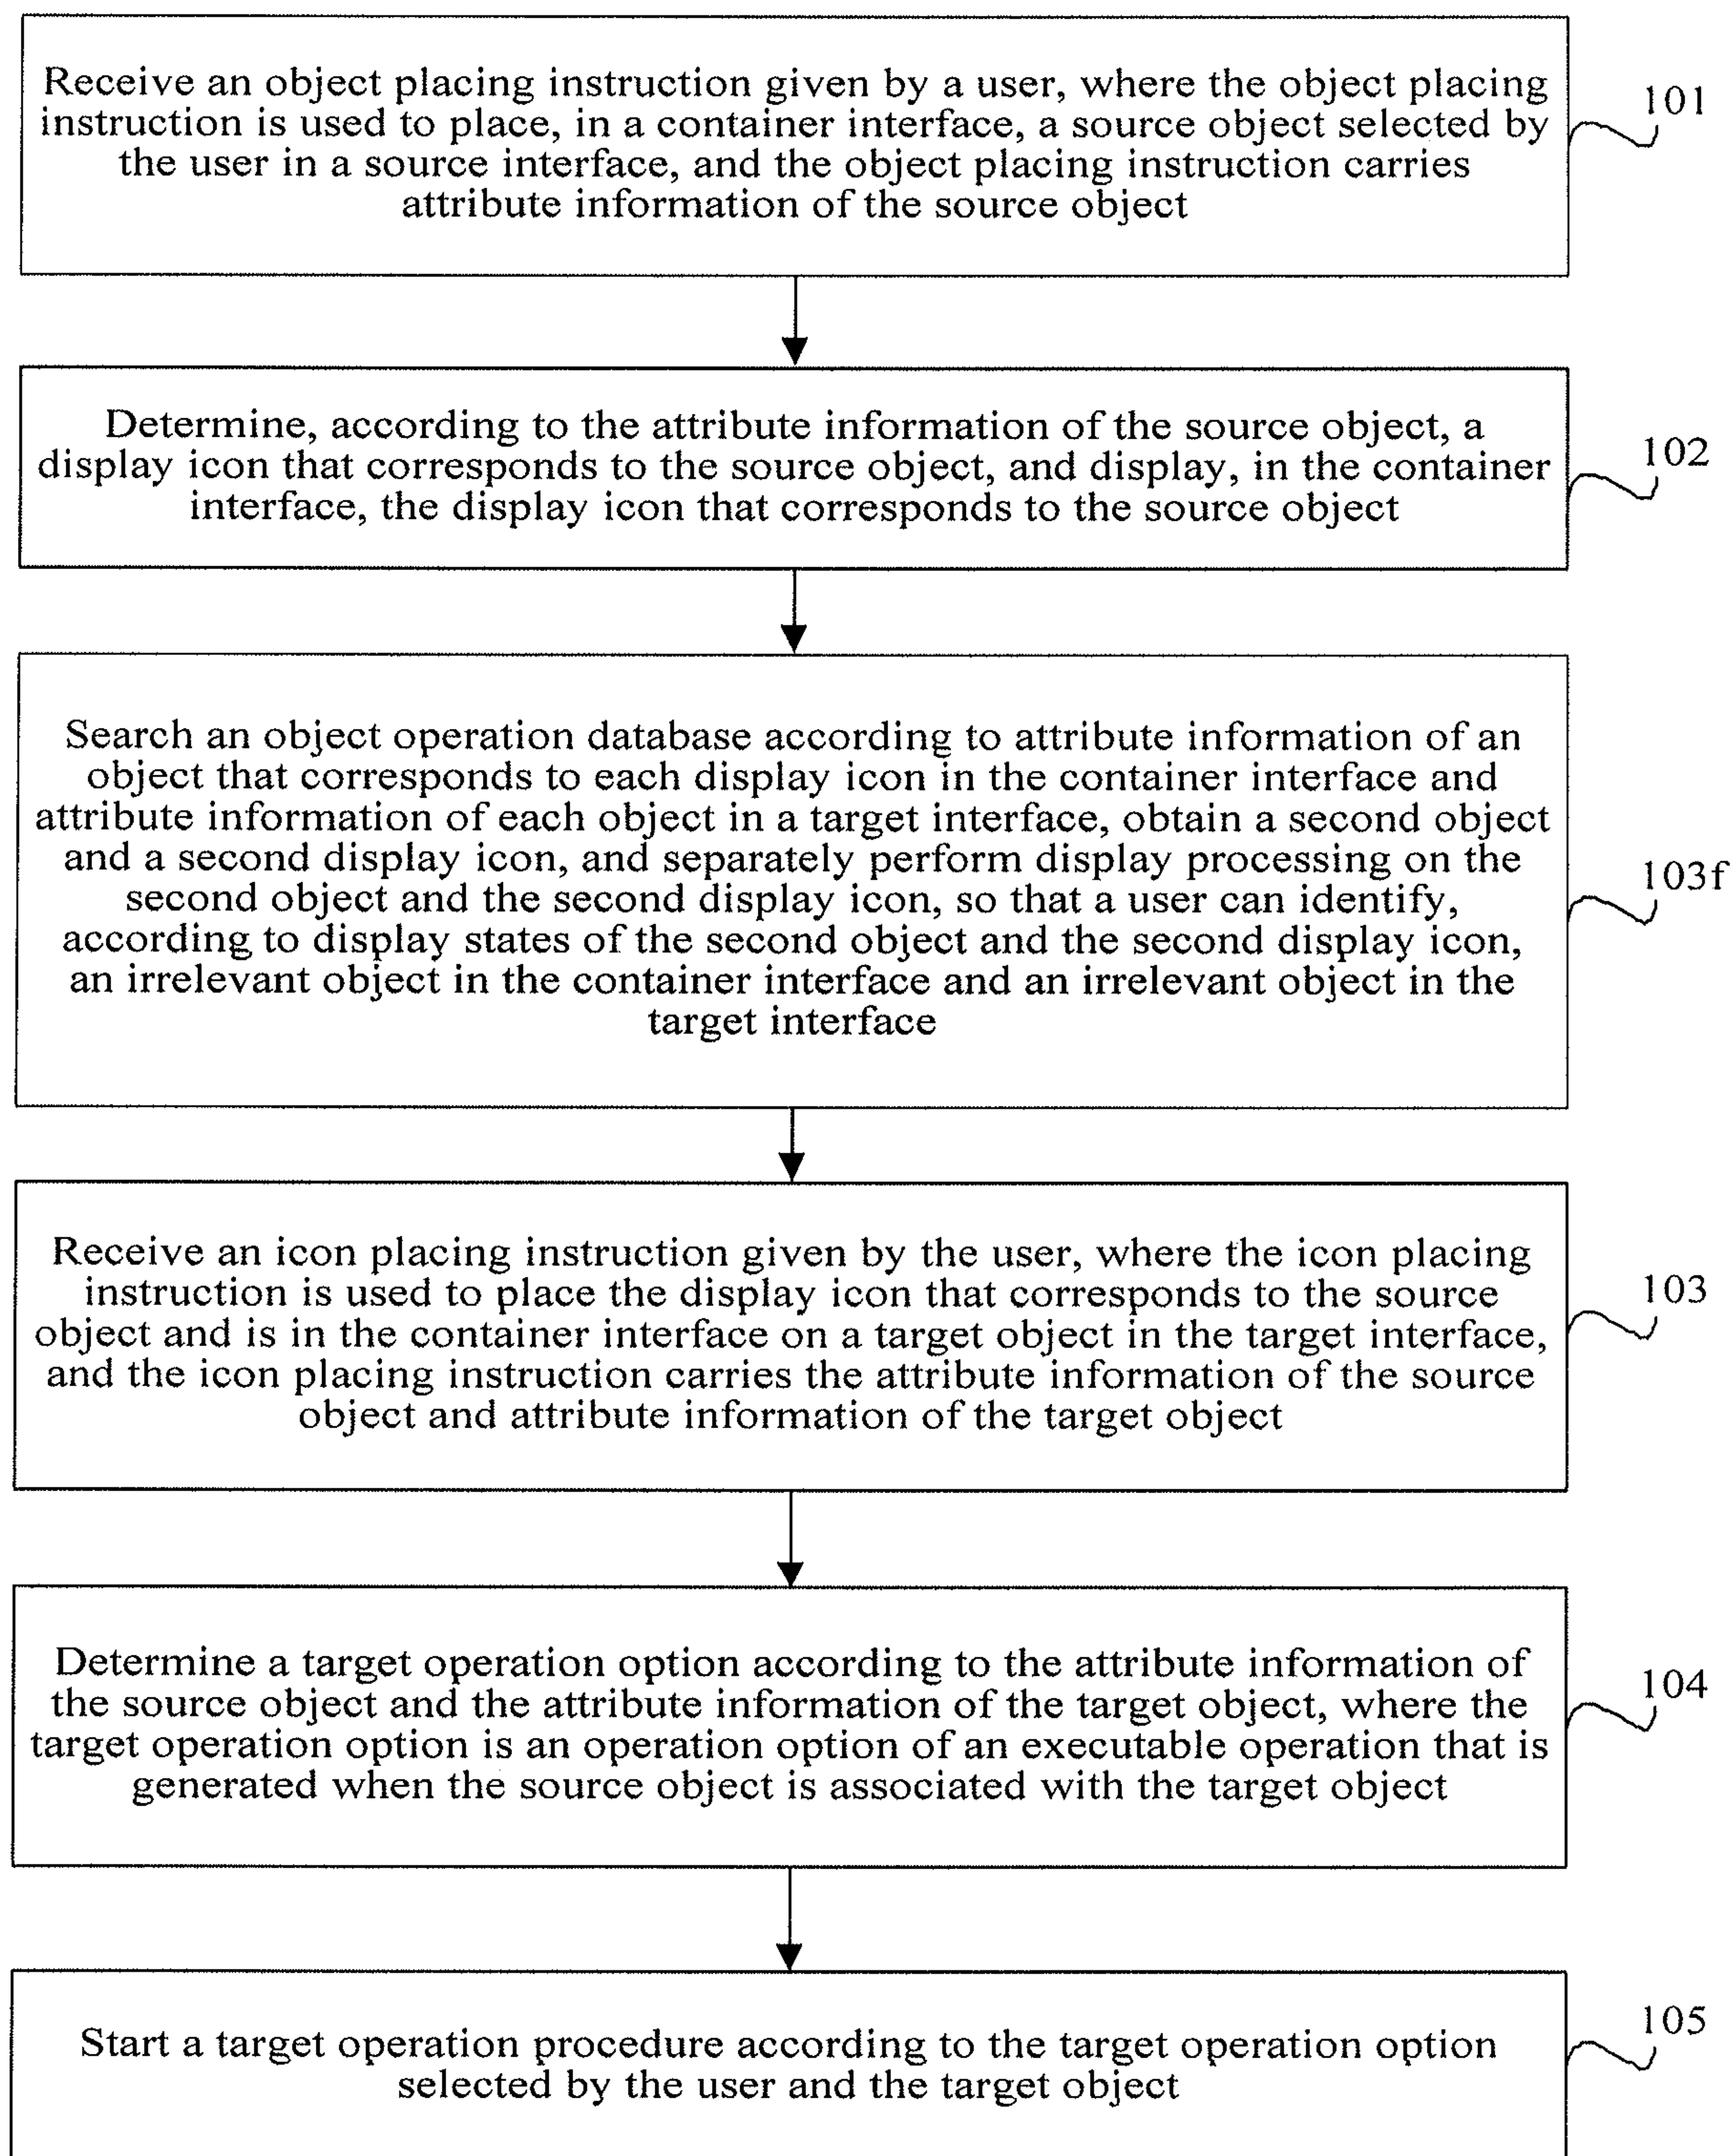 Receive an object placing instruction given by a user, where the object placing
instruction is used to place, in a container interface, a source object selected by
the user in a source interface, and the object placing instruction carries
attribute information of the source object
101
Determine, according to the attribute information of the source object, a
display icon that corresponds to the source object, and display, in the container
interface, the display icon that corresponds to the source object
102
Search an object operation database according to attribute information of an
object that corresponds to each display icon in the container interface and
attribute information of each object in a target interface, obtain a second object
and a second display icon, and separately perform display processing on the
second object and the second display icon, so that a user can identify,
according to display states of the second object and the second display icon,
an irrelevant object in the container interface and an irrelevant object in the
target interface
103f
Receive an icon placing instruction given by the user, where the icon placing
instruction is used to place the display icon that corresponds to the source
object and is in the container interface on a target object in the target interface,
and the icon placing instruction carries the attribute information of the source
object and attribute information of the target object
103
Determine a target operation option according to the attribute information of
the source object and the attribute information of the target object, where the
target operation option is an operation option of an executable operation that is
generated when the source object is associated with the target object
104
Start a target operation procedure according to the target operation option
selected by the user and the target object
105